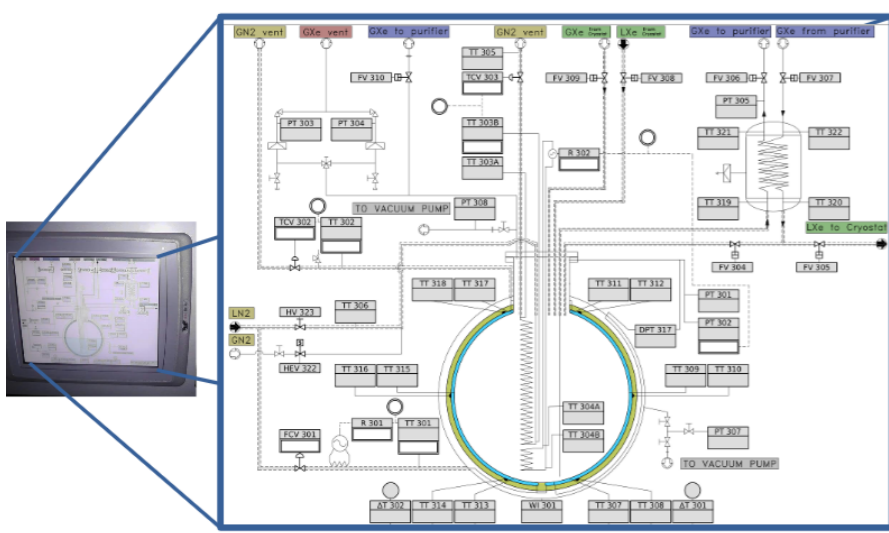 GN2 vent GXe vent GXe to purifier GN2 vent GXe From Cryostat LXe From Cryostat GXe to purifier GXe from purifier
TT 305
FV 310 TCV 303 FV 309 FV 308 FV 306 FV 307
PT 305
PT 303 PT 304 TT 303B
TT 321 TT 322
R 302
TT 303A
TT 319 TT 320
TO VACUUM PUMP PT 308
TCV 302 TT 302
LXe to Cryostat
FV 304 FV 305
TT 318 TT 317 TT 311 TT 312
PT 301
LN2 HV 323 TT 306
PT 302
DPT 317
GN2
HEV 322
TT 316 TT 315 TT 309 TT 310
TT 304A
R 301 TT 301
FCV 301 TT 304B PT 307
TO VACUUM PUMP
ΔT 302 TT 314 TT 313 WI 301 TT 307 TT 308 ΔT 301